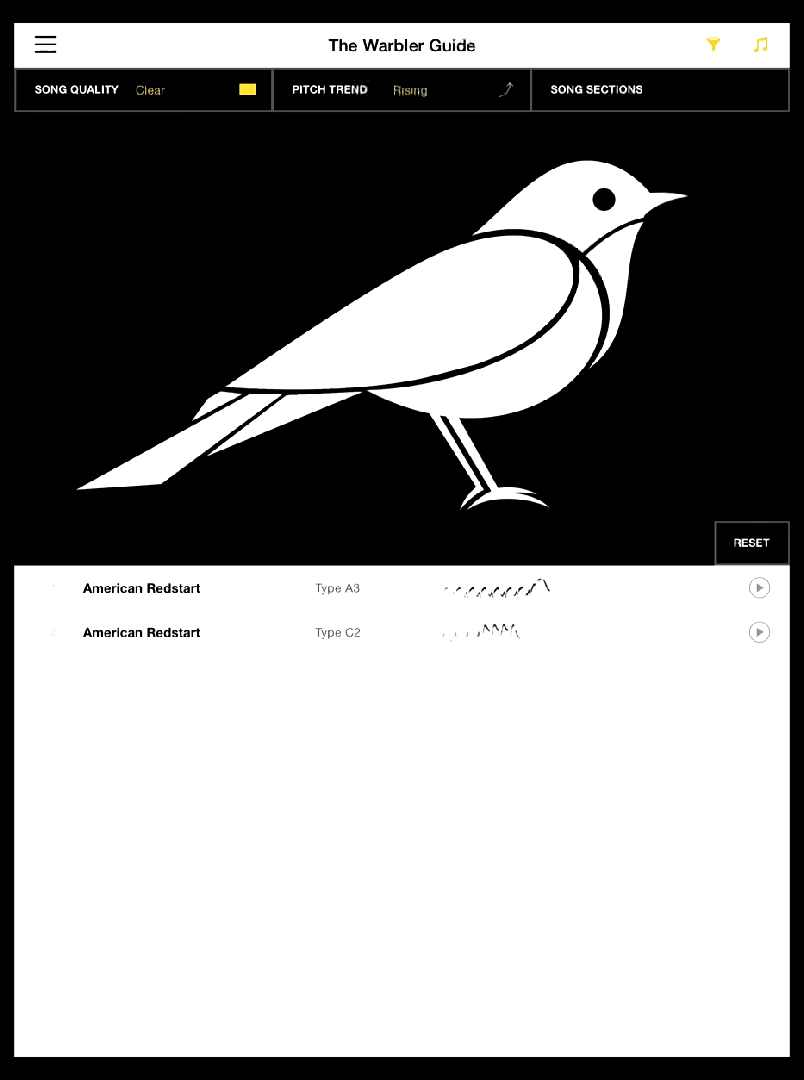 The Warbler Guide
SONG QUALITY Clear PITCH TREND Rising SONG SECTIONS
RESET
American Redstart Type A3
American Redstart Type C2